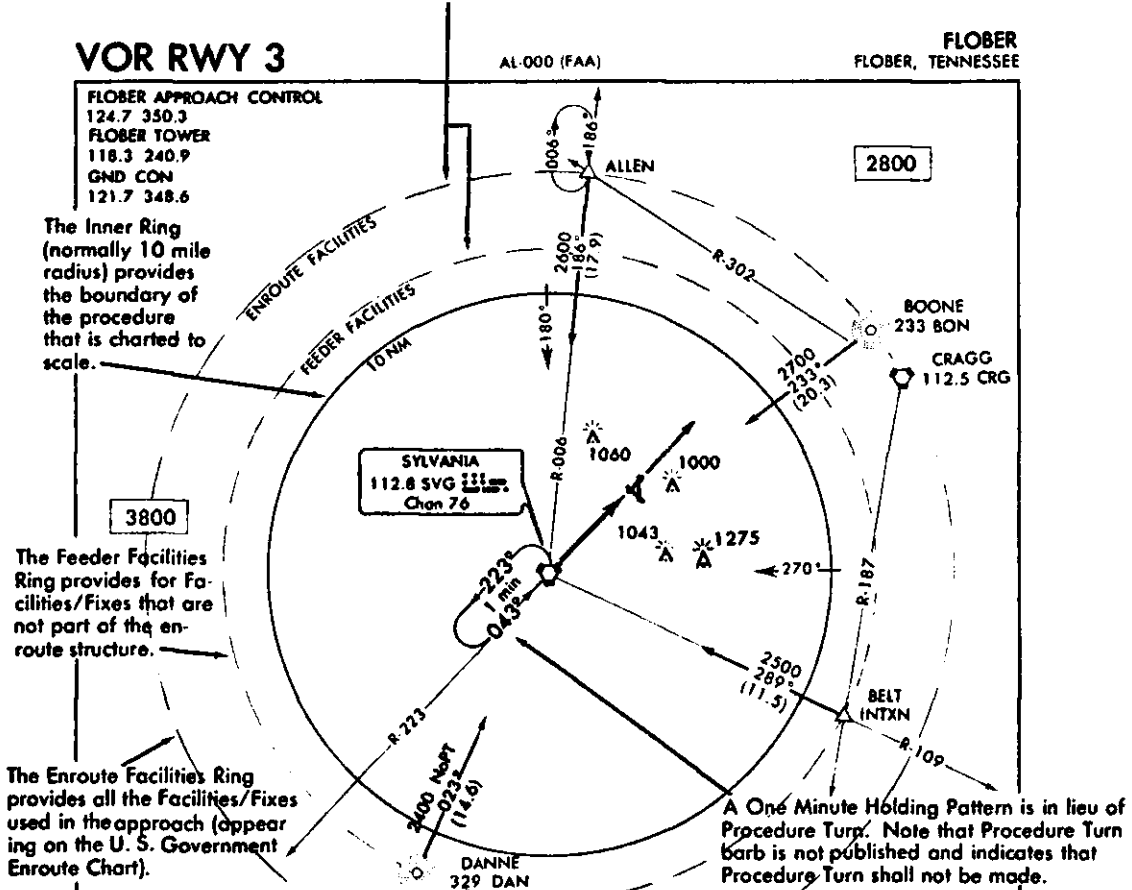 VOR RWY 3
AL-000 (FAA)
FLOBER
FLOBER, TENNESSEE
FLOBER APPROACH CONTROL
124.7 350.3
FLOBER TOWER
118.3 240.9
GND CON
121.7 348.6
The Inner Ring
(normally 10 mile
radius) provides
the boundary of
the procedure
that is charted to
scale.
ENROUTE FACILITIES
FEEDER FACILITIES
10 NM
006°
186°
ALLEN
2800
2600
186°
(17.9)
180°
R-302
BOONE
233 BON
CRAGG
112.5 CRG
2700
233°
(20.3)
R-006
1060
1000
SYLVANIA
112.8 SVG
Chan 76
3800
1043
1275
270°
R-187
The Feeder Facilities
Ring provides for Fa-
cilities/Fixes that are
not part of the en-
route structure.
223°
1 min
043°
2500
289°
(11.5)
BELT
INTXN
R-109
R-223
2400 NoPT
023°
(14.6)
The Enroute Facilities Ring
provides all the Facilities/Fixes
used in the approach (appear
ing on the U. S. Government
Enroute Chart).
DANNE
329 DAN
A One Minute Holding Pattern is in lieu of
Procedure Turn. Note that Procedure Turn
barb is not published and indicates that
Procedure Turn shall not be made.